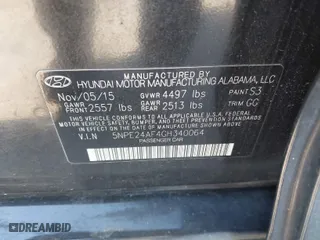 HYUNDAI MOTOR MANUFACTURING ALABAMA, LLC
Nov/05/15 GVWR 4497 lbs PAINT S3
GAWR FRONT 2557 lbs GAWR REAR 2513 lbs TRIM GG
THIS VEHICLE CONFORMS TO ALL APPLICABLE U.S.A. FEDERAL
MOTOR VEHICLE SAFETY, BUMPER, AND THEFT PREVENTION
STANDARDS IN EFFECT ON THE DATE OF MANUFACTURE SHOWN ABOVE.
V.I.N 5NPE24AF4GH340064
PASSENGER CAR
© DREAMBID.COM